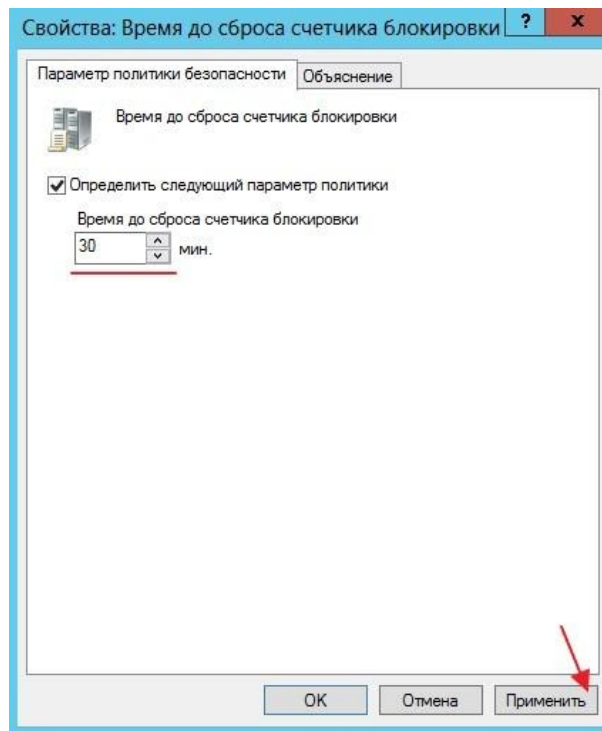 Свойства: Время до сброса счетчика блокировки ? x
Параметр политики безопасности Объяснение
Время до сброса счетчика блокировки
Определить следующий параметр политики
Время до сброса счетчика блокировки
30 мин.
OK Отмена Применить